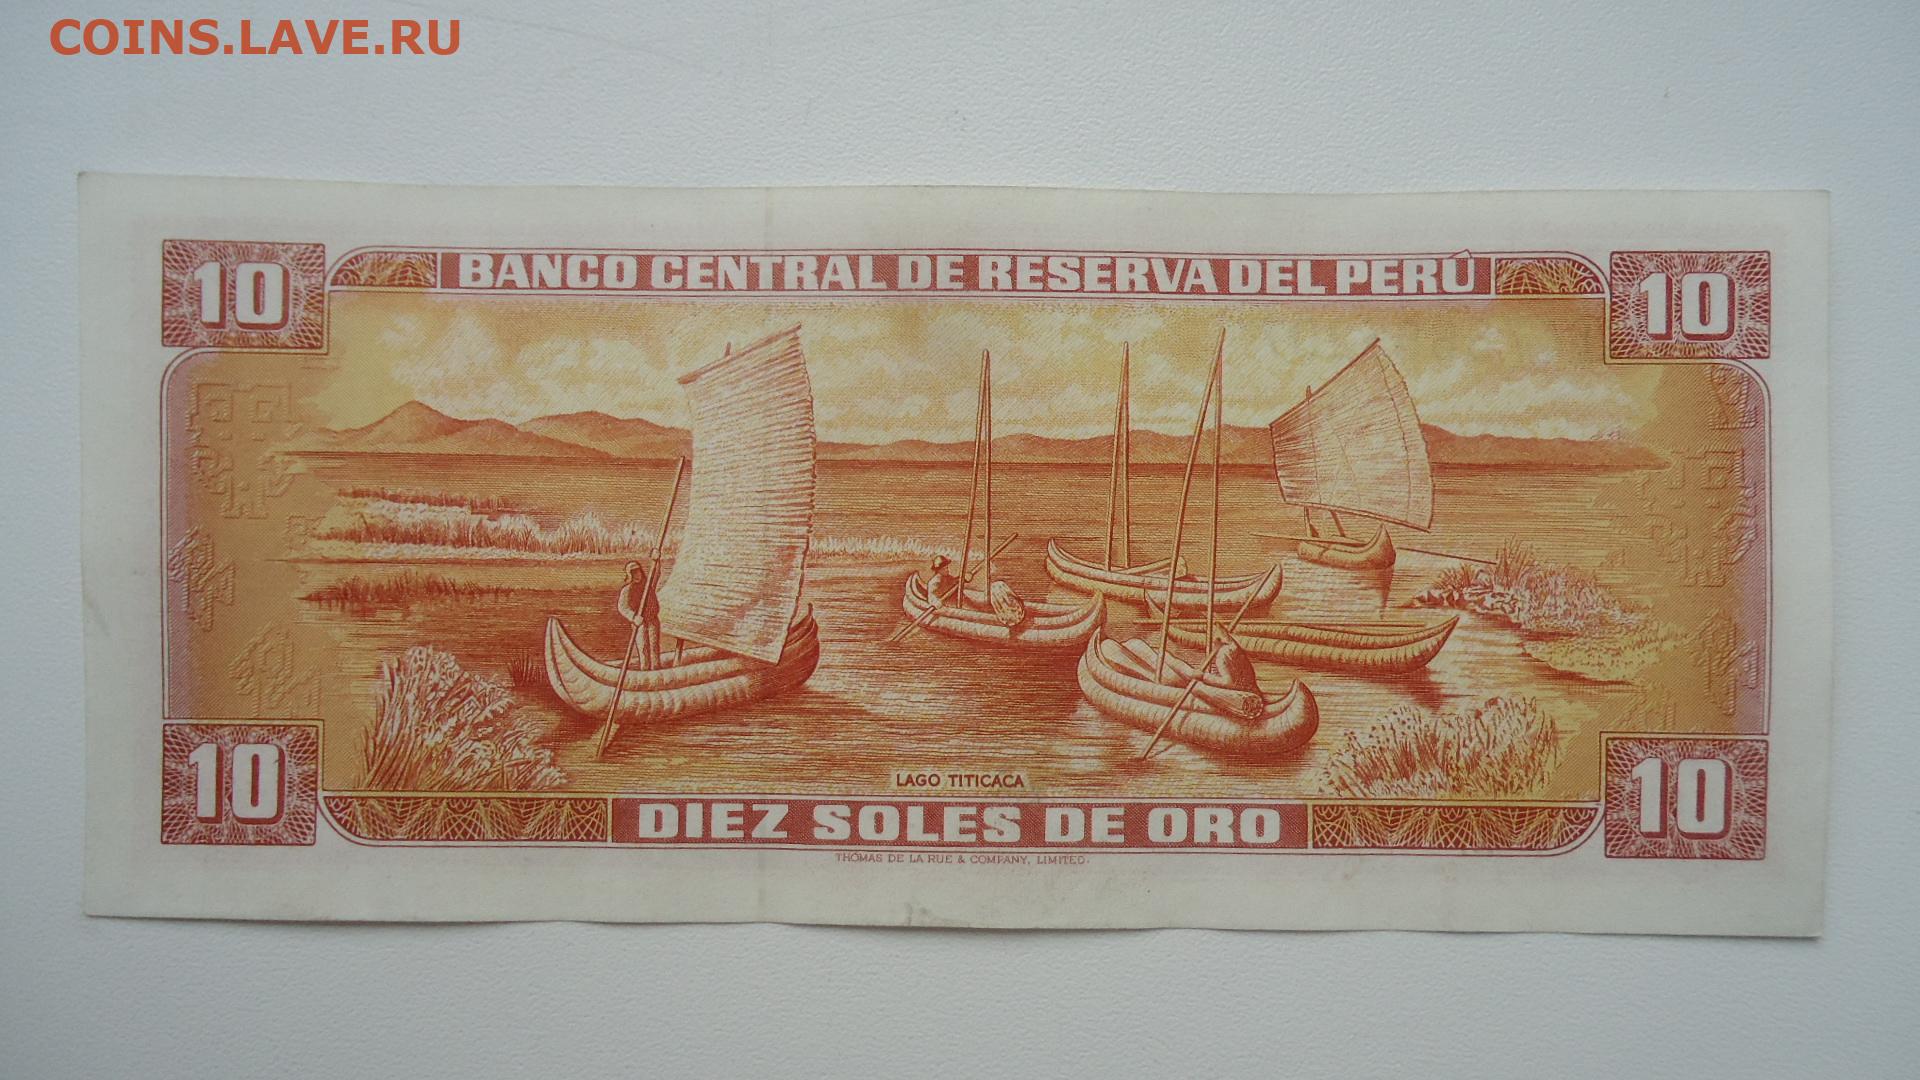 COINS.LAVE.RU
10 BANCO CENTRAL DE RESERVA DEL PERÚ 10
LAGO TITICACA
10 DIEZ SOLES DE ORO 10
THOMAS DE LA RUE & COMPANY, LIMITED.